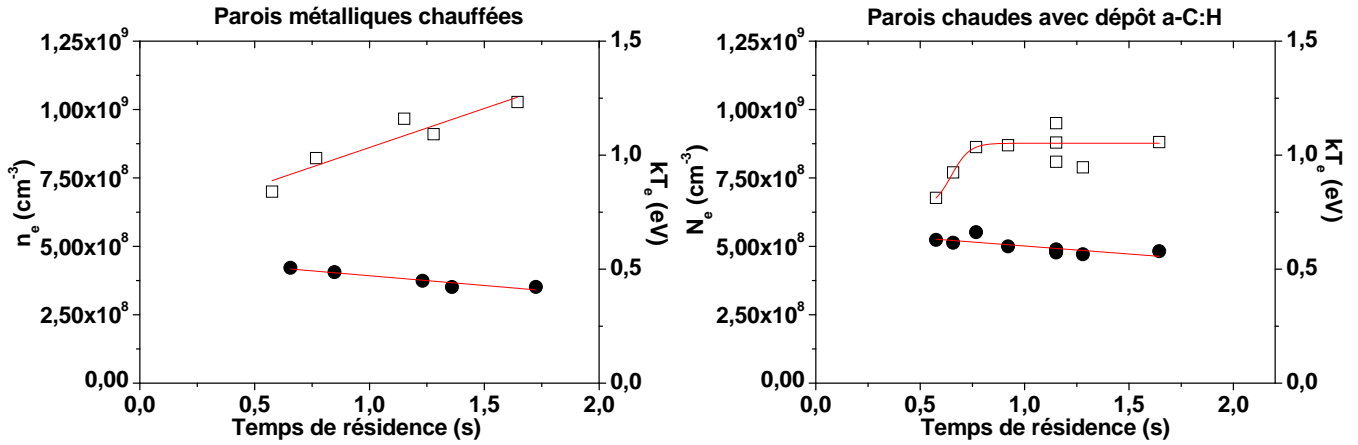 Parois métalliques chauffées
1,25x10⁹
1,00x10⁹
7,50x10⁸
5,00x10⁸
2,50x10⁸
0,00
nₑ (cm⁻³)
1,5
1,0
0,5
0,0
kTₑ (eV)
0,0 0,5 1,0 1,5 2,0
Temps de résidence (s)
Parois chaudes avec dépôt a-C:H
1,25x10⁹
1,00x10⁹
7,50x10⁸
5,00x10⁸
2,50x10⁸
0,00
Nₑ (cm⁻³)
1,5
1,0
0,5
0,0
kTₑ (eV)
0,0 0,5 1,0 1,5 2,0
Temps de résidence (s)